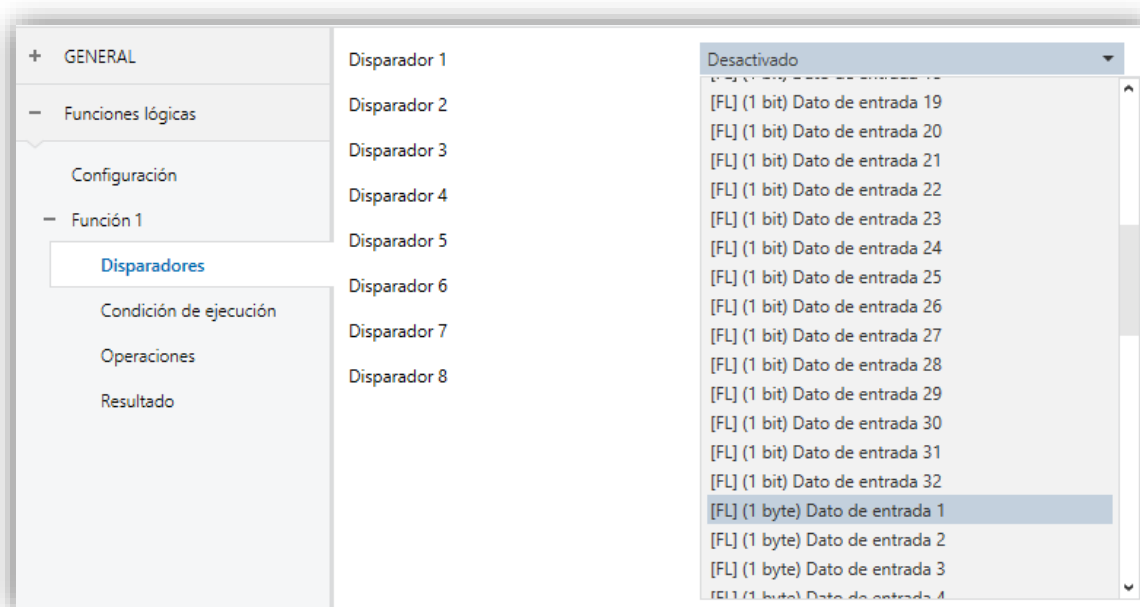 + GENERAL
− Funciones lógicas
Configuración
− Función 1
Disparadores
Condición de ejecución
Operaciones
Resultado
Disparador 1
Disparador 2
Disparador 3
Disparador 4
Disparador 5
Disparador 6
Disparador 7
Disparador 8
Desactivado
[FL] (1 bit) Dato de entrada 19
[FL] (1 bit) Dato de entrada 20
[FL] (1 bit) Dato de entrada 21
[FL] (1 bit) Dato de entrada 22
[FL] (1 bit) Dato de entrada 23
[FL] (1 bit) Dato de entrada 24
[FL] (1 bit) Dato de entrada 25
[FL] (1 bit) Dato de entrada 26
[FL] (1 bit) Dato de entrada 27
[FL] (1 bit) Dato de entrada 28
[FL] (1 bit) Dato de entrada 29
[FL] (1 bit) Dato de entrada 30
[FL] (1 bit) Dato de entrada 31
[FL] (1 bit) Dato de entrada 32
[FL] (1 byte) Dato de entrada 1
[FL] (1 byte) Dato de entrada 2
[FL] (1 byte) Dato de entrada 3
[FL] (1 byte) Dato de entrada 4